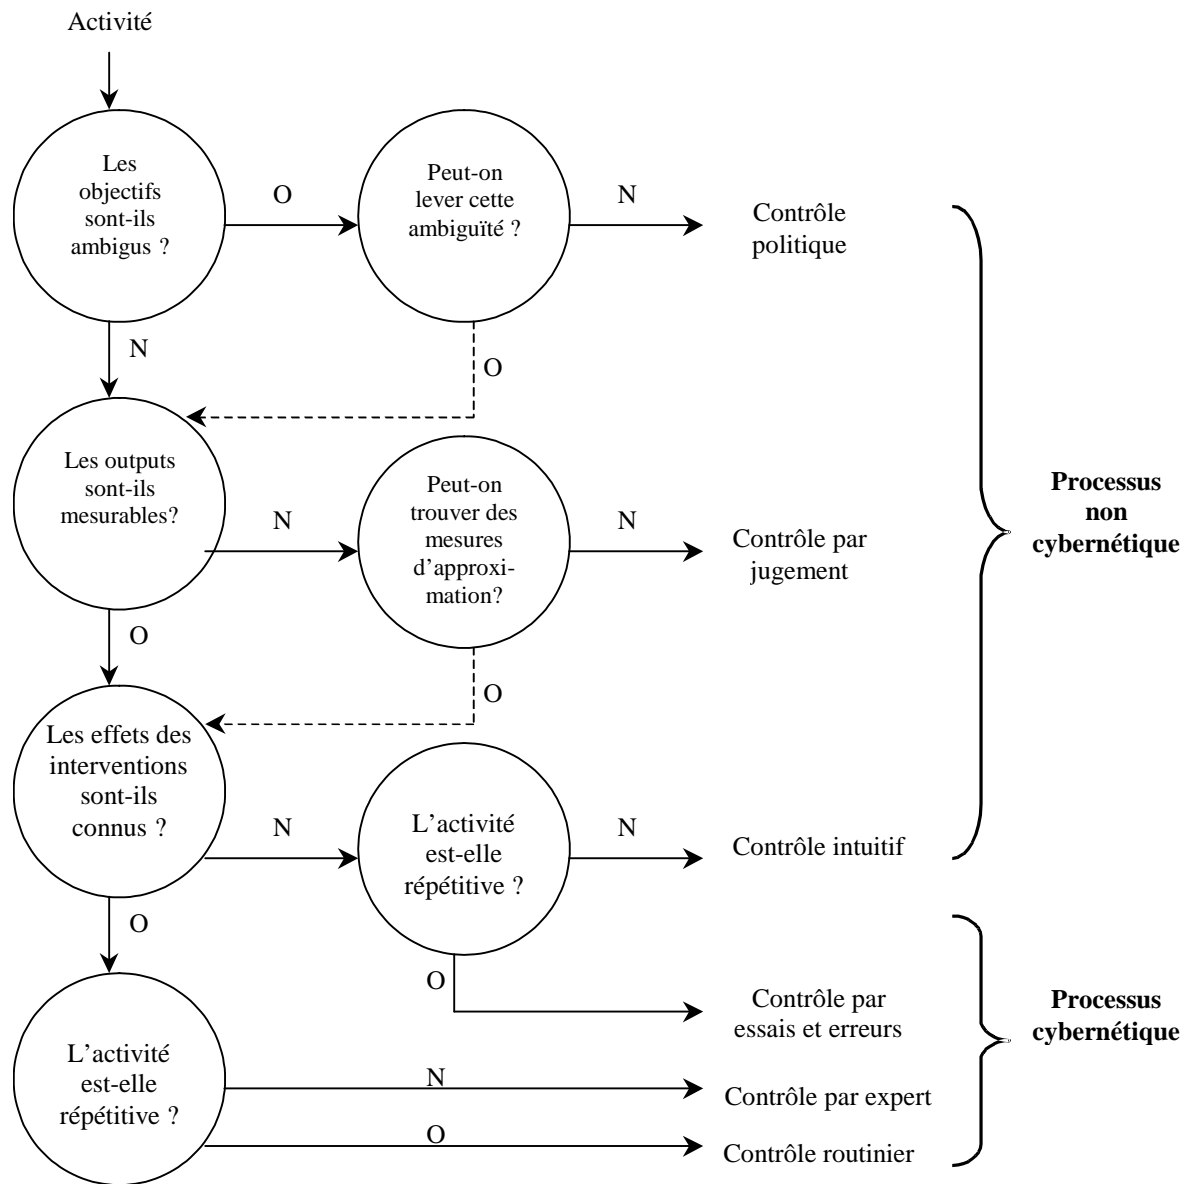 Activité
Les
objectifs
sont-ils
ambigus ?
O
Peut-on
lever cette
ambiguïté ?
N
Contrôle
politique
N
O
Les outputs
sont-ils
mesurables?
N
Peut-on
trouver des
mesures
d’approxi-
mation?
N
Contrôle par
jugement
Processus
non
cybernétique
O
O
Les effets des
interventions
sont-ils
connus ?
N
L’activité
est-elle
répétitive ?
N
Contrôle intuitif
O
O
Contrôle par
essais et erreurs
Processus
cybernétique
L’activité
est-elle
répétitive ?
N
Contrôle par expert
O
Contrôle routinier